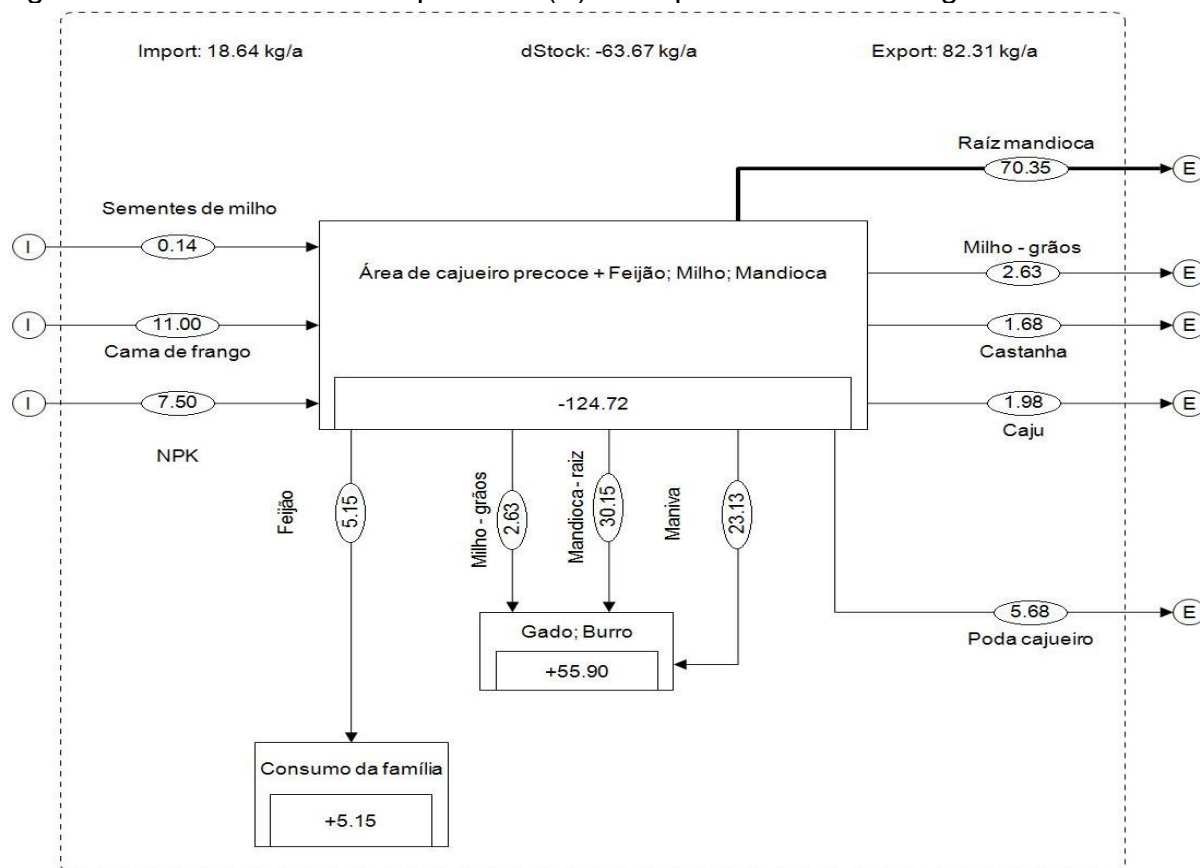 Import: 18.64 kg/a
dStock: -63.67 kg/a
Export: 82.31 kg/a
Raíz mandioca
70.35
E
Sementes de milho
I
0.14
Área de cajueiro precoce + Feijão; Milho; Mandioca
Milho - grãos
2.63
E
I
11.00
Cama de frango
1.68
E
Castanha
I
7.50
NPK
-124.72
1.98
E
Caju
Feijão
5.15
Milho - grãos
2.63
Mandioca - raiz
30.15
Maniva
23.13
Gado; Burro
+55.90
5.68
E
Poda cajueiro
Consumo da família
+5.15